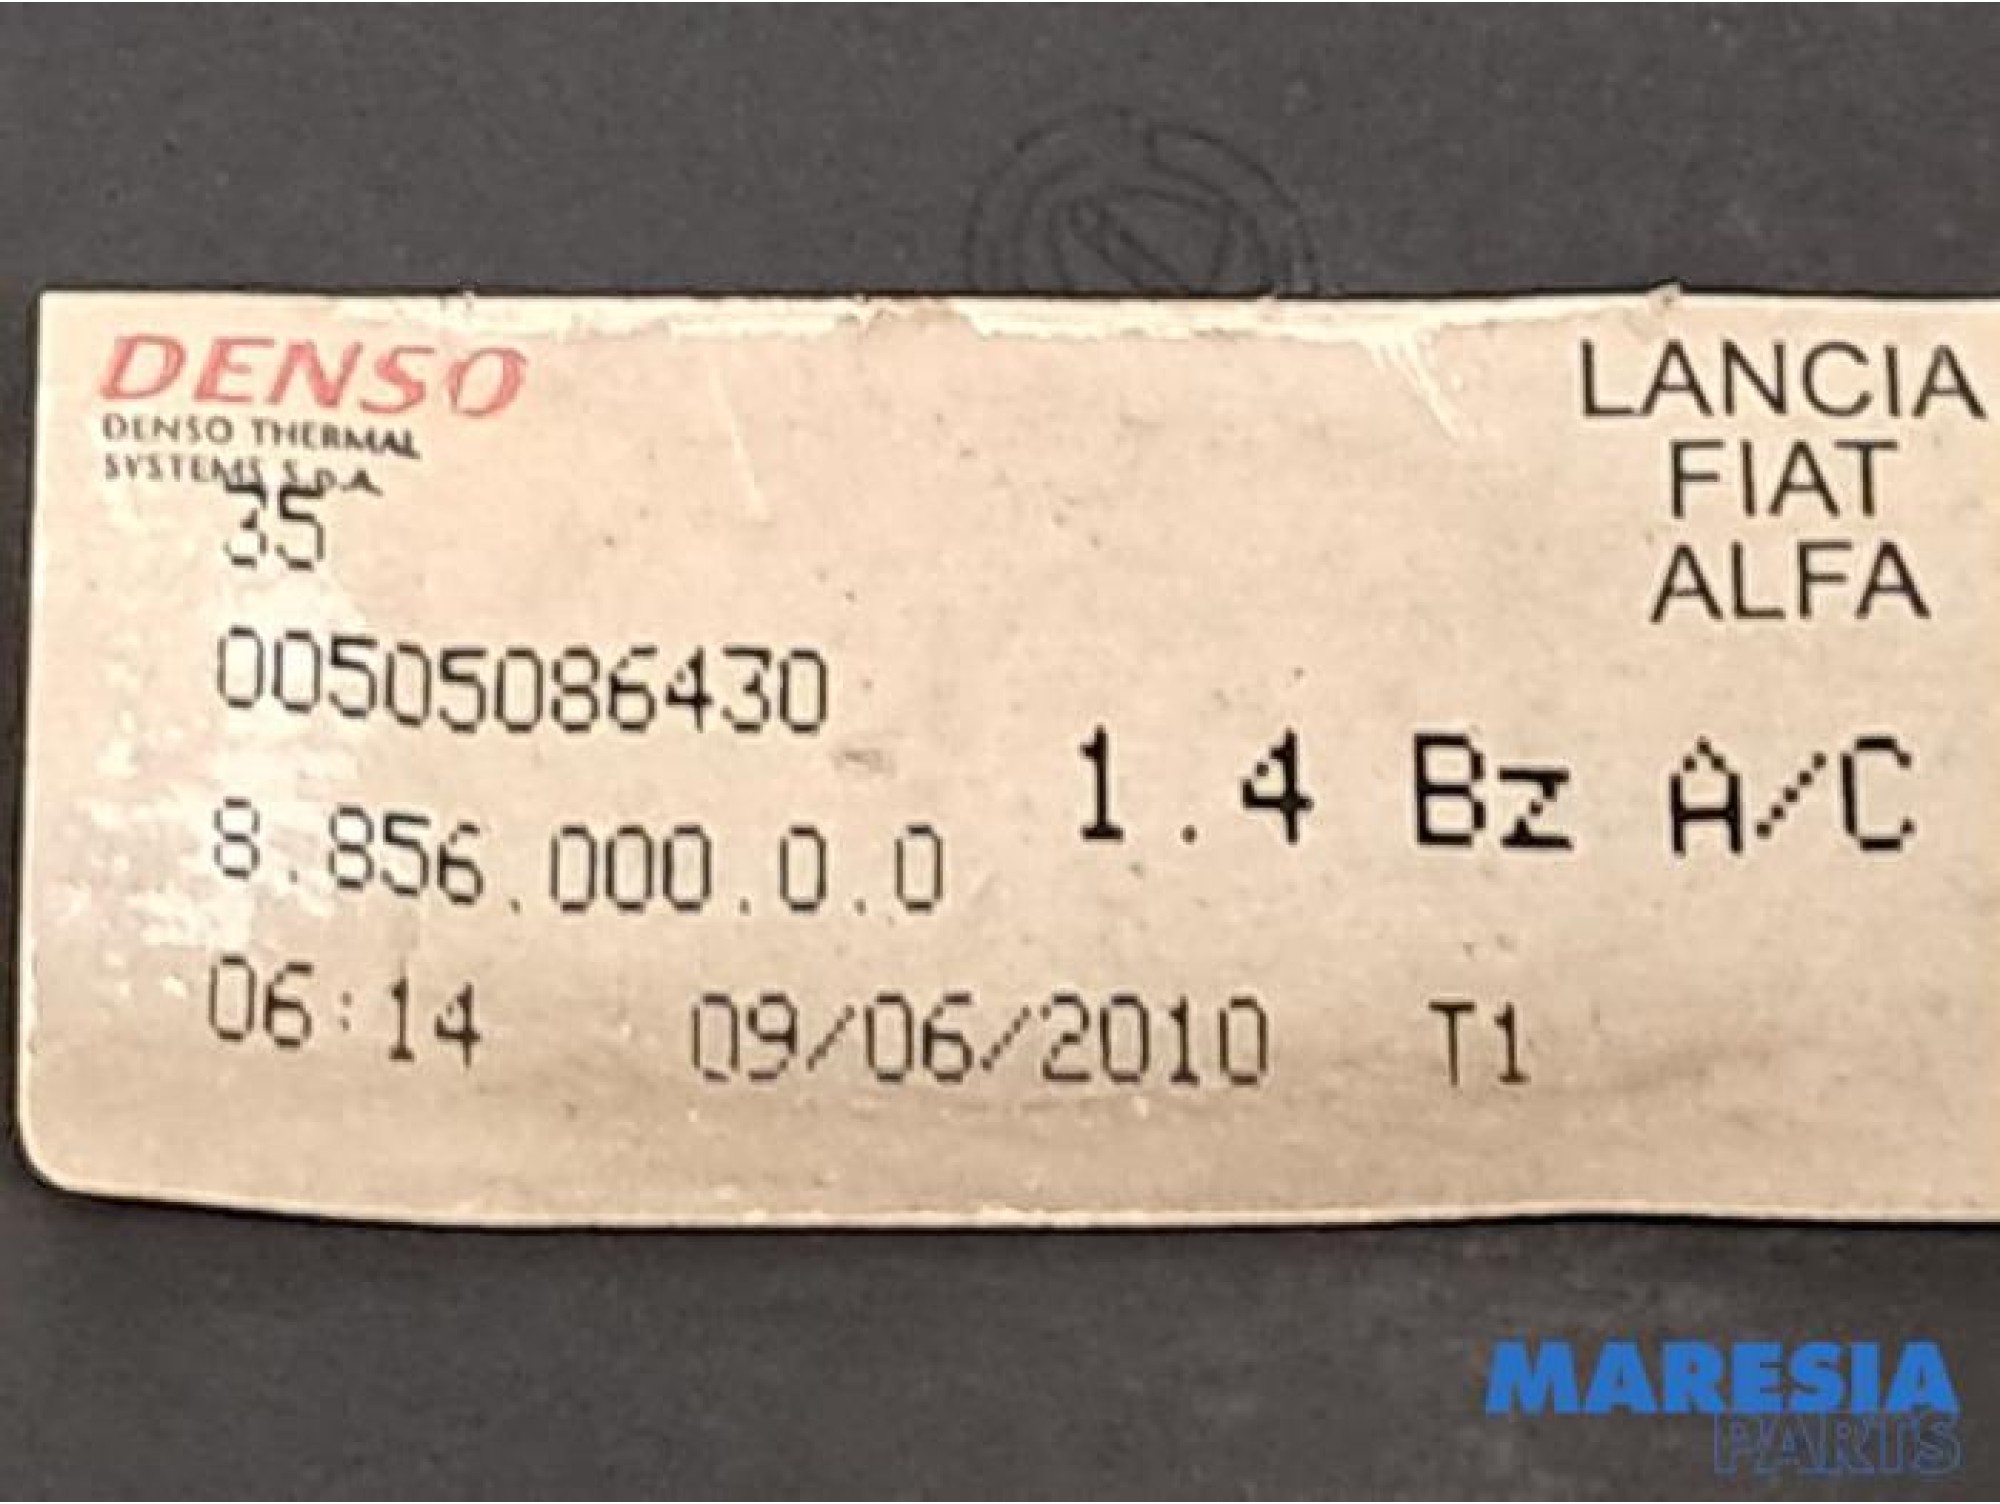 DENSO
DENSO THERMAL
SYSTEMS S.p.A.
35
LANCIA
FIAT
ALFA
00505086430
1.4 Bz A/C
8.856.000.0.0
06:14 09/06/2010 T1
MARESIA
PARTS